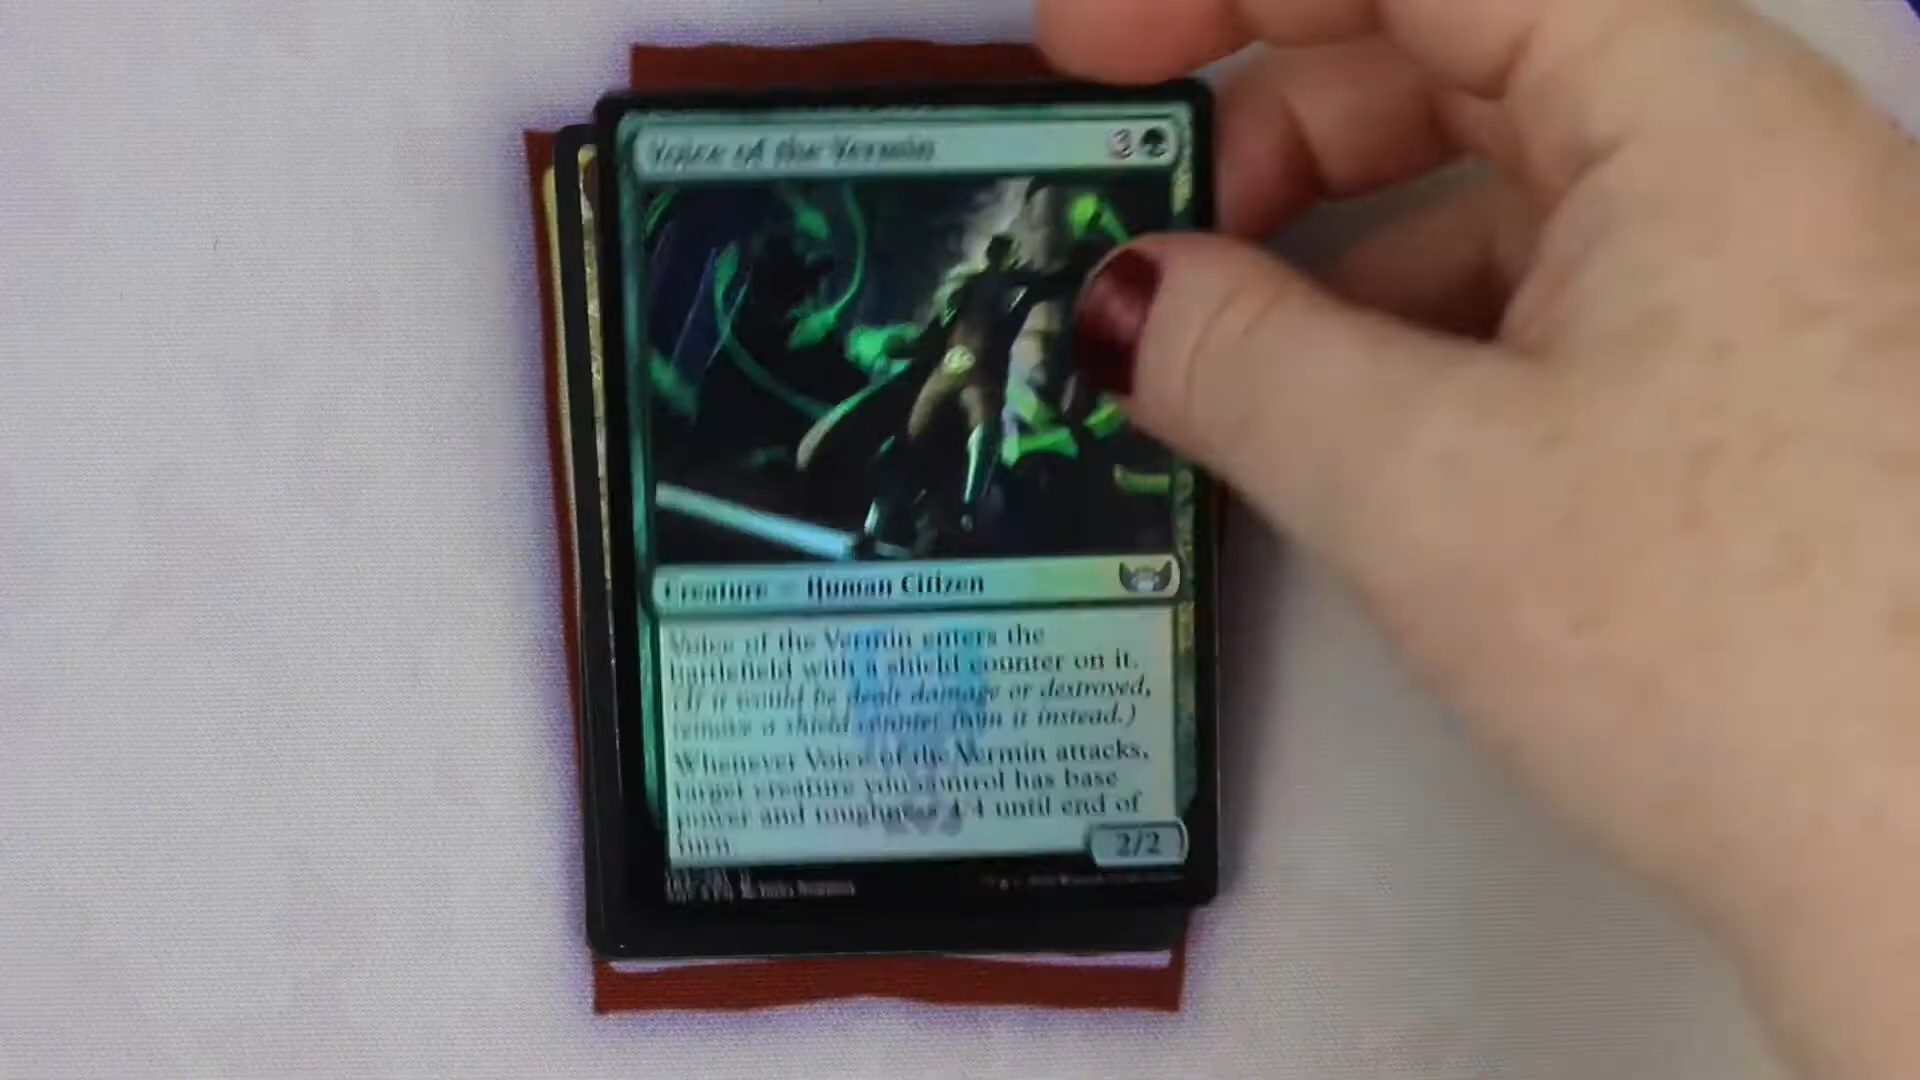 Voice of the Vermin
3
Creature — Human Citizen
Voice of the Vermin enters the
battlefield with a shield counter on it.
(If it would be dealt damage or destroyed,
remove a shield counter from it instead.)
Whenever Voice of the Vermin attacks,
target creature you control has base
power and toughness 4/4 until end of
turn.
2/2